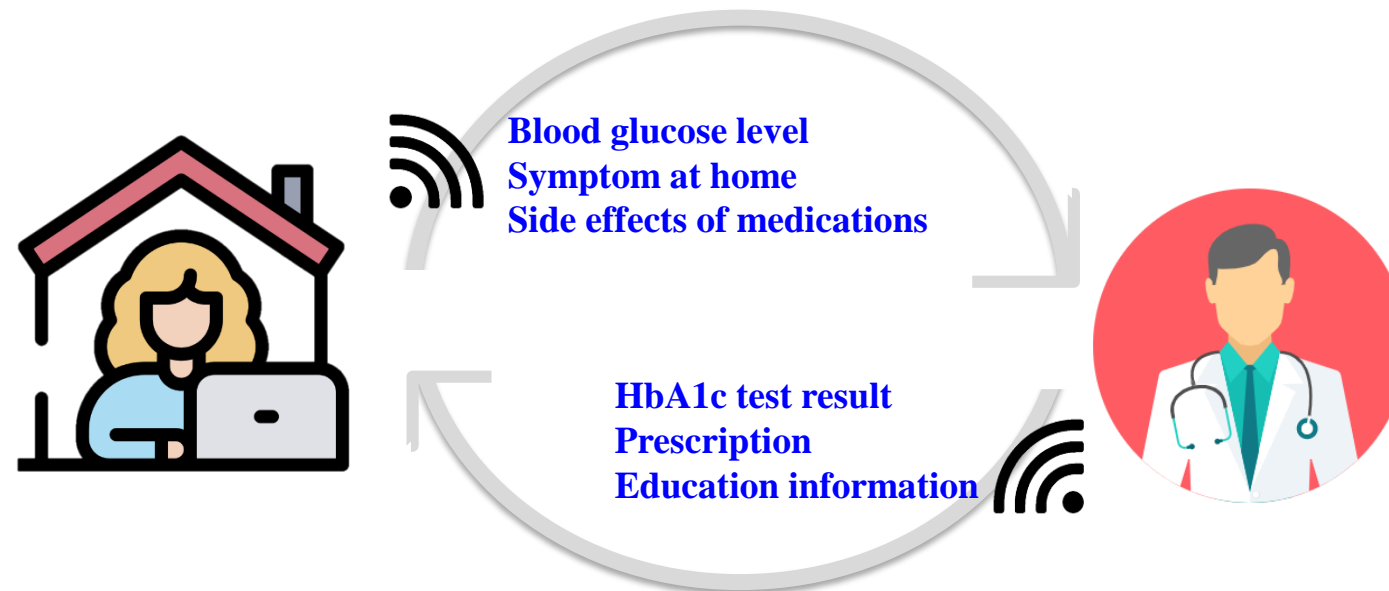 Blood glucose level
Symptom at home
Side effects of medications
HbA1c test result
Prescription
Education information